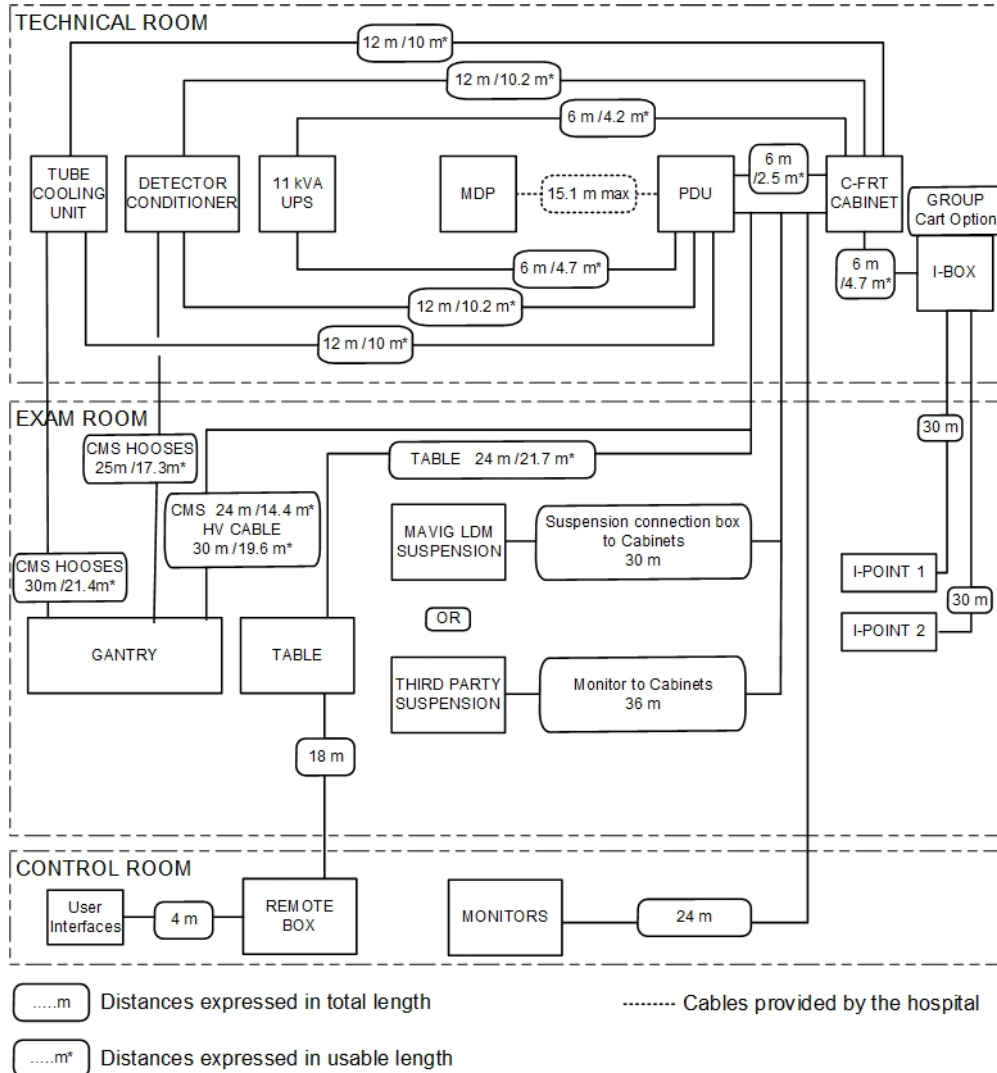 TECHNICAL ROOM
12 m /10 m*
12 m /10.2 m*
6 m /4.2 m*
TUBE
COOLING
UNIT
DETECTOR
CONDITIONER
11 kVA
UPS
MDP
15.1 m max
PDU
6 m
/2.5 m*
C-FRT
CABINET
GROUP
Cart Option
6 m
/4.7 m*
I-BOX
6 m /4.7 m*
12 m /10.2 m*
12 m /10 m*
EXAM ROOM
30 m
CMS HOOSES
25m /17.3m*
TABLE 24 m /21.7 m*
CMS 24 m /14.4 m*
HV CABLE
30 m /19.6 m*
MAVIG LDM
SUSPENSION
Suspension connection box
to Cabinets
30 m
CMS HOOSES
30m /21.4m*
I-POINT 1
30 m
OR
I-POINT 2
GANTRY
TABLE
THIRD PARTY
SUSPENSION
Monitor to Cabinets
36 m
18 m
CONTROL ROOM
User
Interfaces
4 m
REMOTE
BOX
MONITORS
24 m
.....m
Distances expressed in total length
-------- Cables provided by the hospital
....m*
Distances expressed in usable length